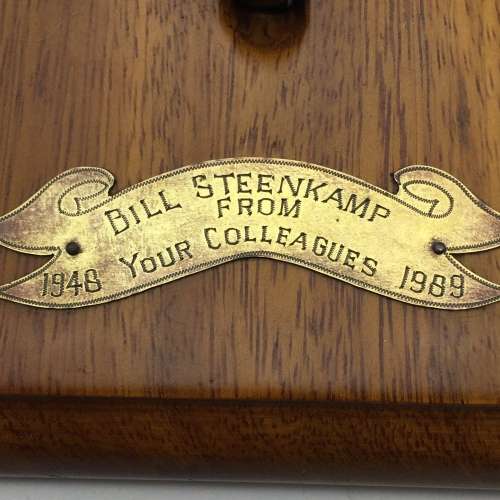 BILL STEENKAMP
FROM
1948 YOUR COLLEAGUES 1989